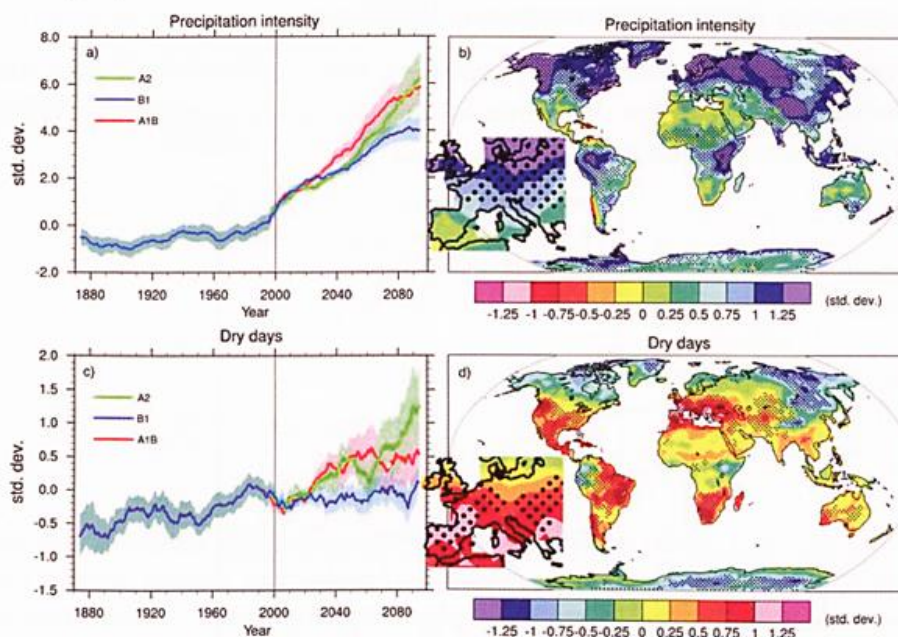 Precipitation intensity
8.0
6.0
4.0
2.0
0.0
-2.0
std. dev.
a)
A2
B1
A1B
1880 1920 1960 2000 2040 2080
Year
Precipitation intensity
b)
-1.25 -1 -0.75 -0.5 -0.25 0 0.25 0.5 0.75 1 1.25
(std. dev.)
Dry days
2.0
1.5
1.0
0.5
0.0
-0.5
-1.0
-1.5
std. dev.
c)
A2
B1
A1B
1880 1920 1960 2000 2040 2080
Year
Dry days
d)
-1.25 -1 -0.75 -0.5 -0.25 0 0.25 0.5 0.75 1 1.25
(std. dev.)